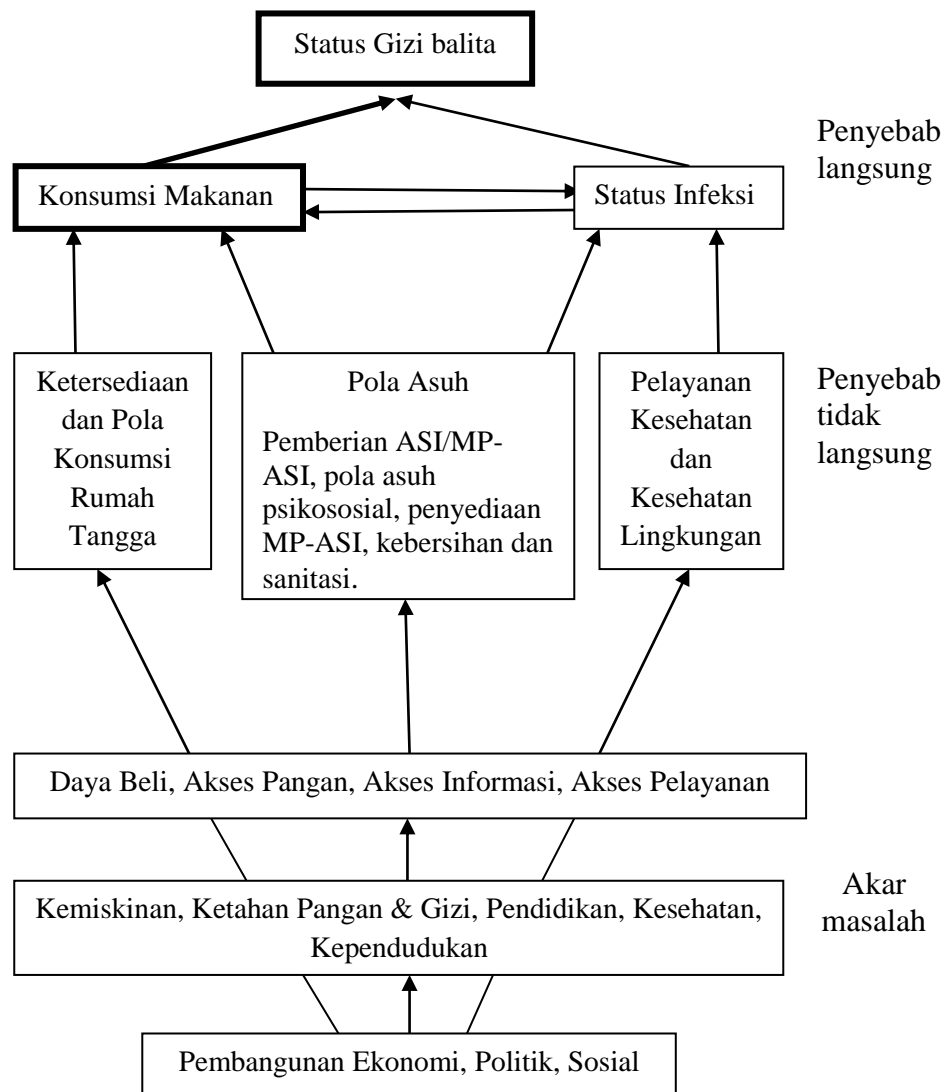 Status Gizi balita
Penyebab
langsung
Konsumsi Makanan
Status Infeksi
Ketersediaan
dan Pola
Konsumsi
Rumah
Tangga
Pola Asuh
Pemberian ASI/MP-
ASI, pola asuh
psikososial, penyediaan
MP-ASI, kebersihan dan
sanitasi.
Pelayanan
Kesehatan
dan
Kesehatan
Lingkungan
Penyebab
tidak
langsung
Daya Beli, Akses Pangan, Akses Informasi, Akses Pelayanan
Kemiskinan, Ketahan Pangan & Gizi, Pendidikan, Kesehatan,
Kependudukan
Akar
masalah
Pembangunan Ekonomi, Politik, Sosial